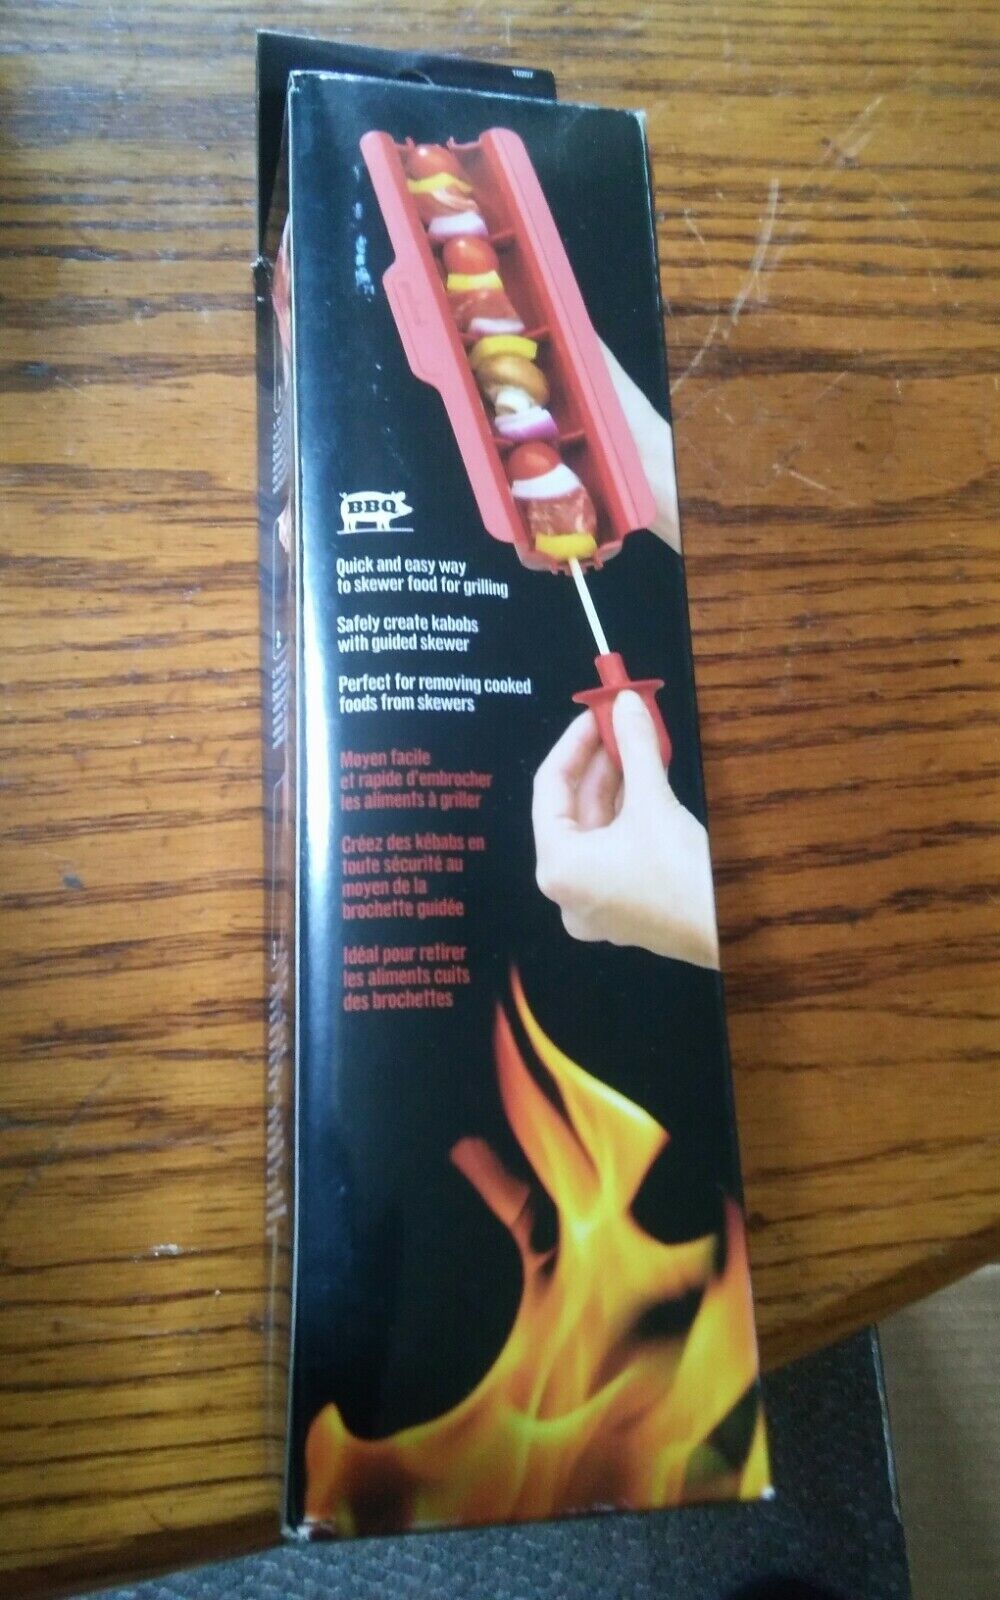 BBQ
Quick and easy way
to skewer food for grilling
Safely create kabobs
with guided skewer
Perfect for removing cooked
foods from skewers
Moyen facile
et rapide d'embrocher
les aliments à griller
Créez des kébabs en
toute sécurité au
moyen de la
brochette guidée
Idéal pour retirer
les aliments cuits
des brochettes